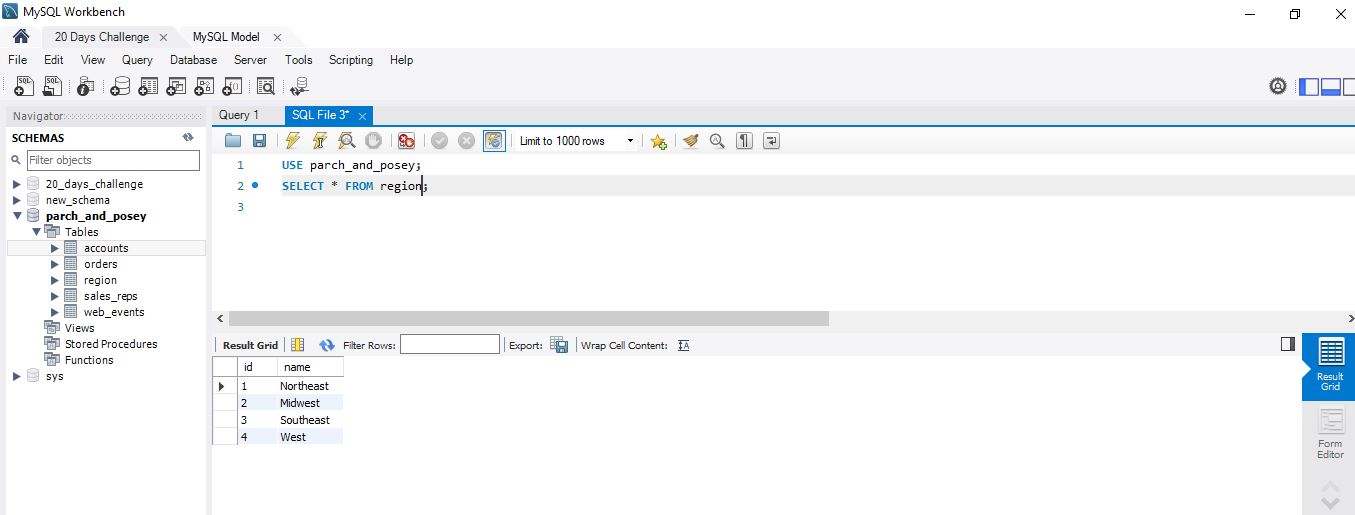 MySQL Workbench
20 Days Challenge
MySQL Model
File Edit View Query Database Server Tools Scripting Help
Navigator
SCHEMAS
Filter objects
20_days_challenge
new_schema
parch_and_posey
Tables
accounts
orders
region
sales_reps
web_events
Views
Stored Procedures
Functions
sys
Query 1
SQL File 3*
Limit to 1000 rows
1 USE parch_and_posey;
2 SELECT * FROM region;
3
Result Grid Filter Rows: Export: Wrap Cell Content:
id name
1 Northeast
2 Midwest
3 Southeast
4 West
Result
Grid
Form
Editor